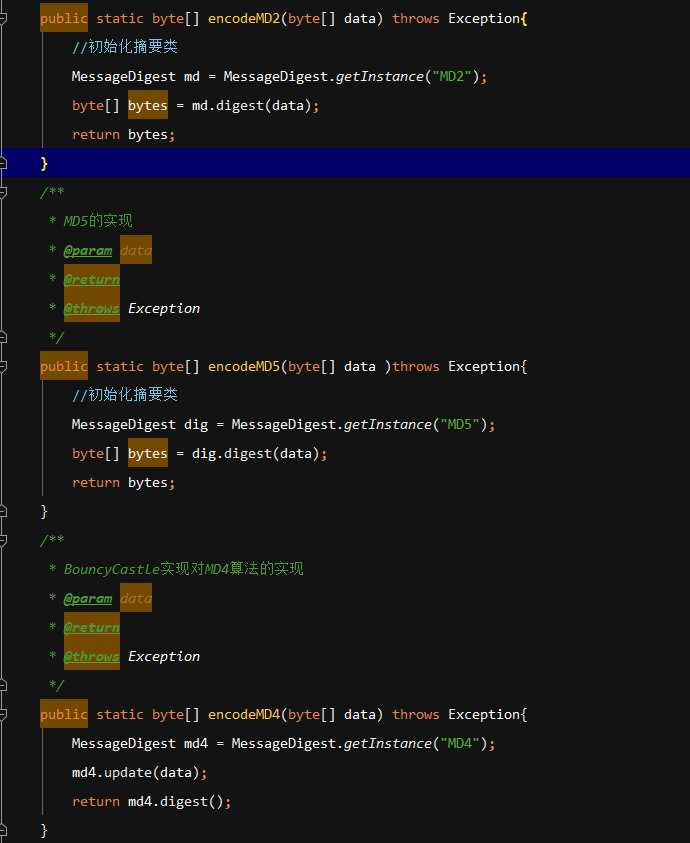 public static byte[] encodeMD2(byte[] data) throws Exception{
//初始化摘要类
MessageDigest md = MessageDigest.getInstance("MD2");
byte[] bytes = md.digest(data);
return bytes;
}
/**
* MD5的实现
* @param data
* @return
* @throws Exception
*/
public static byte[] encodeMD5(byte[] data )throws Exception{
//初始化摘要类
MessageDigest dig = MessageDigest.getInstance("MD5");
byte[] bytes = dig.digest(data);
return bytes;
}
/**
* BouncyCastle实现对MD4算法的实现
* @param data
* @return
* @throws Exception
*/
public static byte[] encodeMD4(byte[] data) throws Exception{
MessageDigest md4 = MessageDigest.getInstance("MD4");
md4.update(data);
return md4.digest();
}